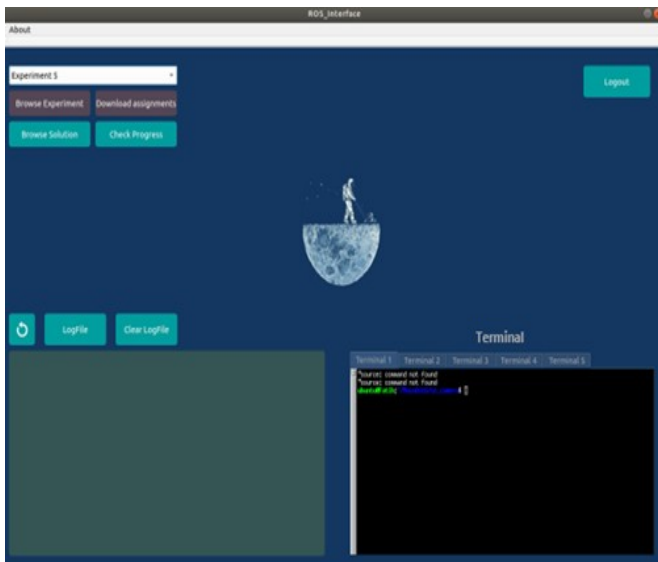 ROS_Interface
About
Experiment 5
Logout
Browse Experiment Download assignments
Browse Solution Check Progress
LogFile Clear LogFile
Terminal
Terminal 1 Terminal 2 Terminal 3 Terminal 4 Terminal 5
"source: command not found
"source: command not found